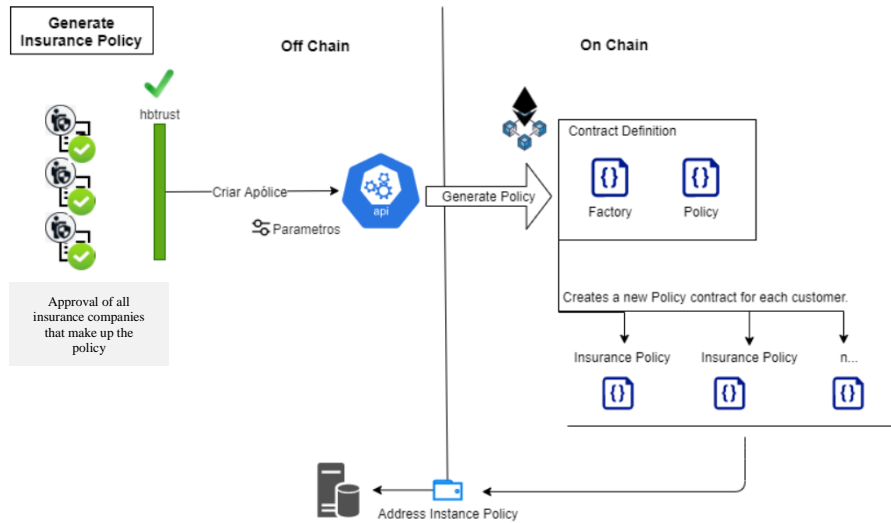 Generate
Insurance Policy
Off Chain
On Chain
hbtrust
Contract Definition
Criar Apólice
api
Generate Policy
Factory
Policy
Parametros
Approval of all
insurance companies
that make up the
policy
Creates a new Policy contract for each customer.
Insurance Policy
Insurance Policy
n...
Address Instance Policy